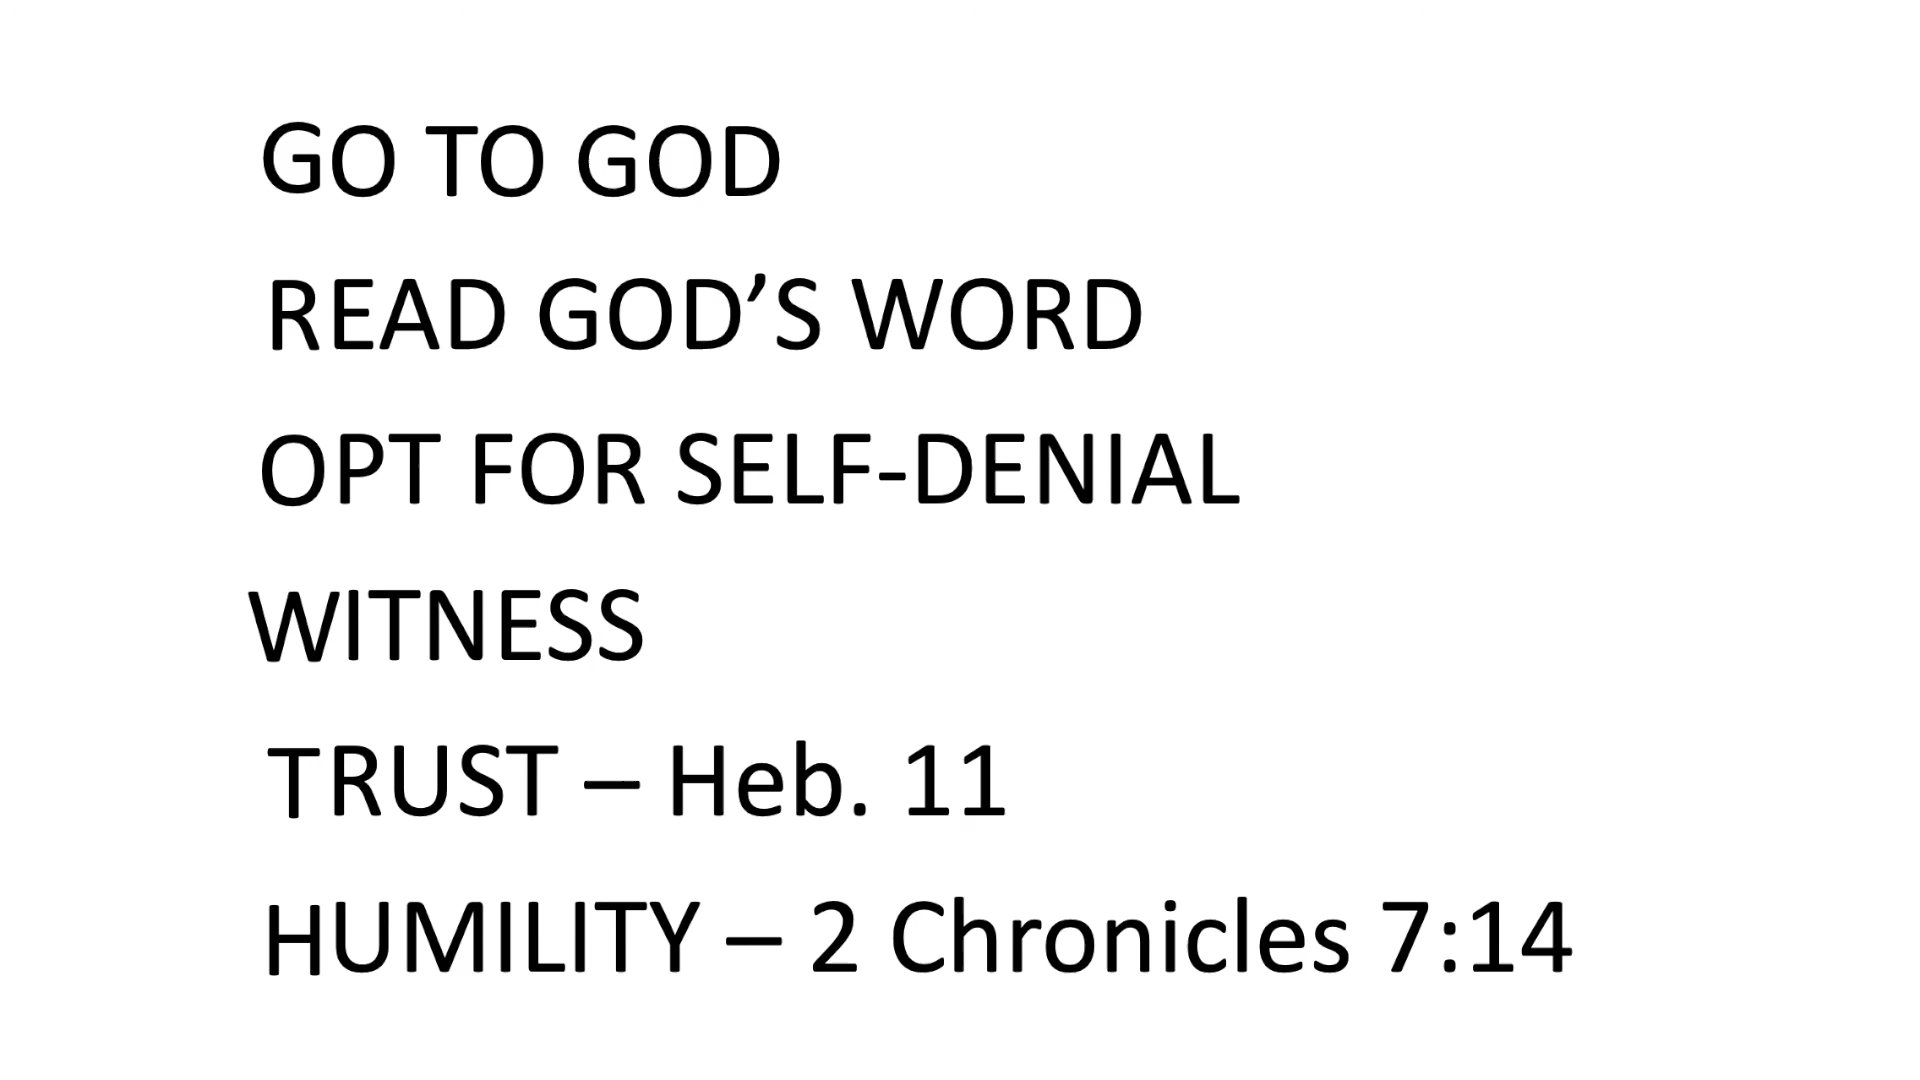 GO TO GOD
READ GOD’S WORD
OPT FOR SELF-DENIAL
WITNESS
TRUST – Heb. 11
HUMILITY – 2 Chronicles 7:14